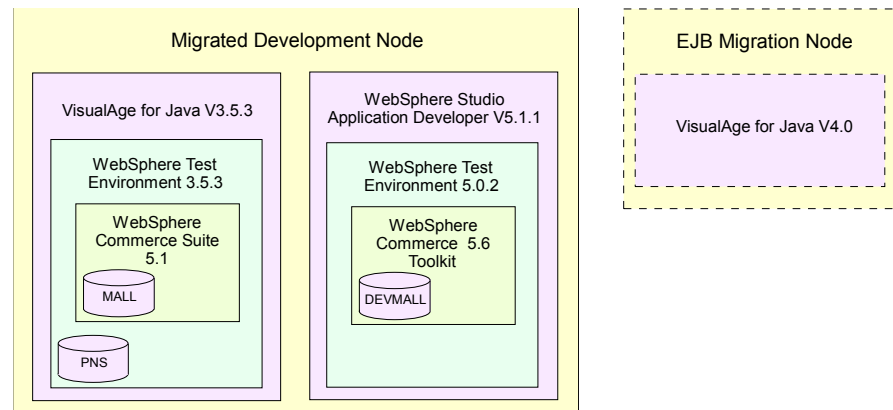 Migrated Development Node
VisualAge for Java V3.5.3
WebSphere Test
Environment 3.5.3
WebSphere
Commerce Suite
5.1
MALL
PNS
WebSphere Studio
Application Developer V5.1.1
WebSphere Test
Environment 5.0.2
WebSphere
Commerce 5.6
Toolkit
DEVMALL
EJB Migration Node
VisualAge for Java V4.0